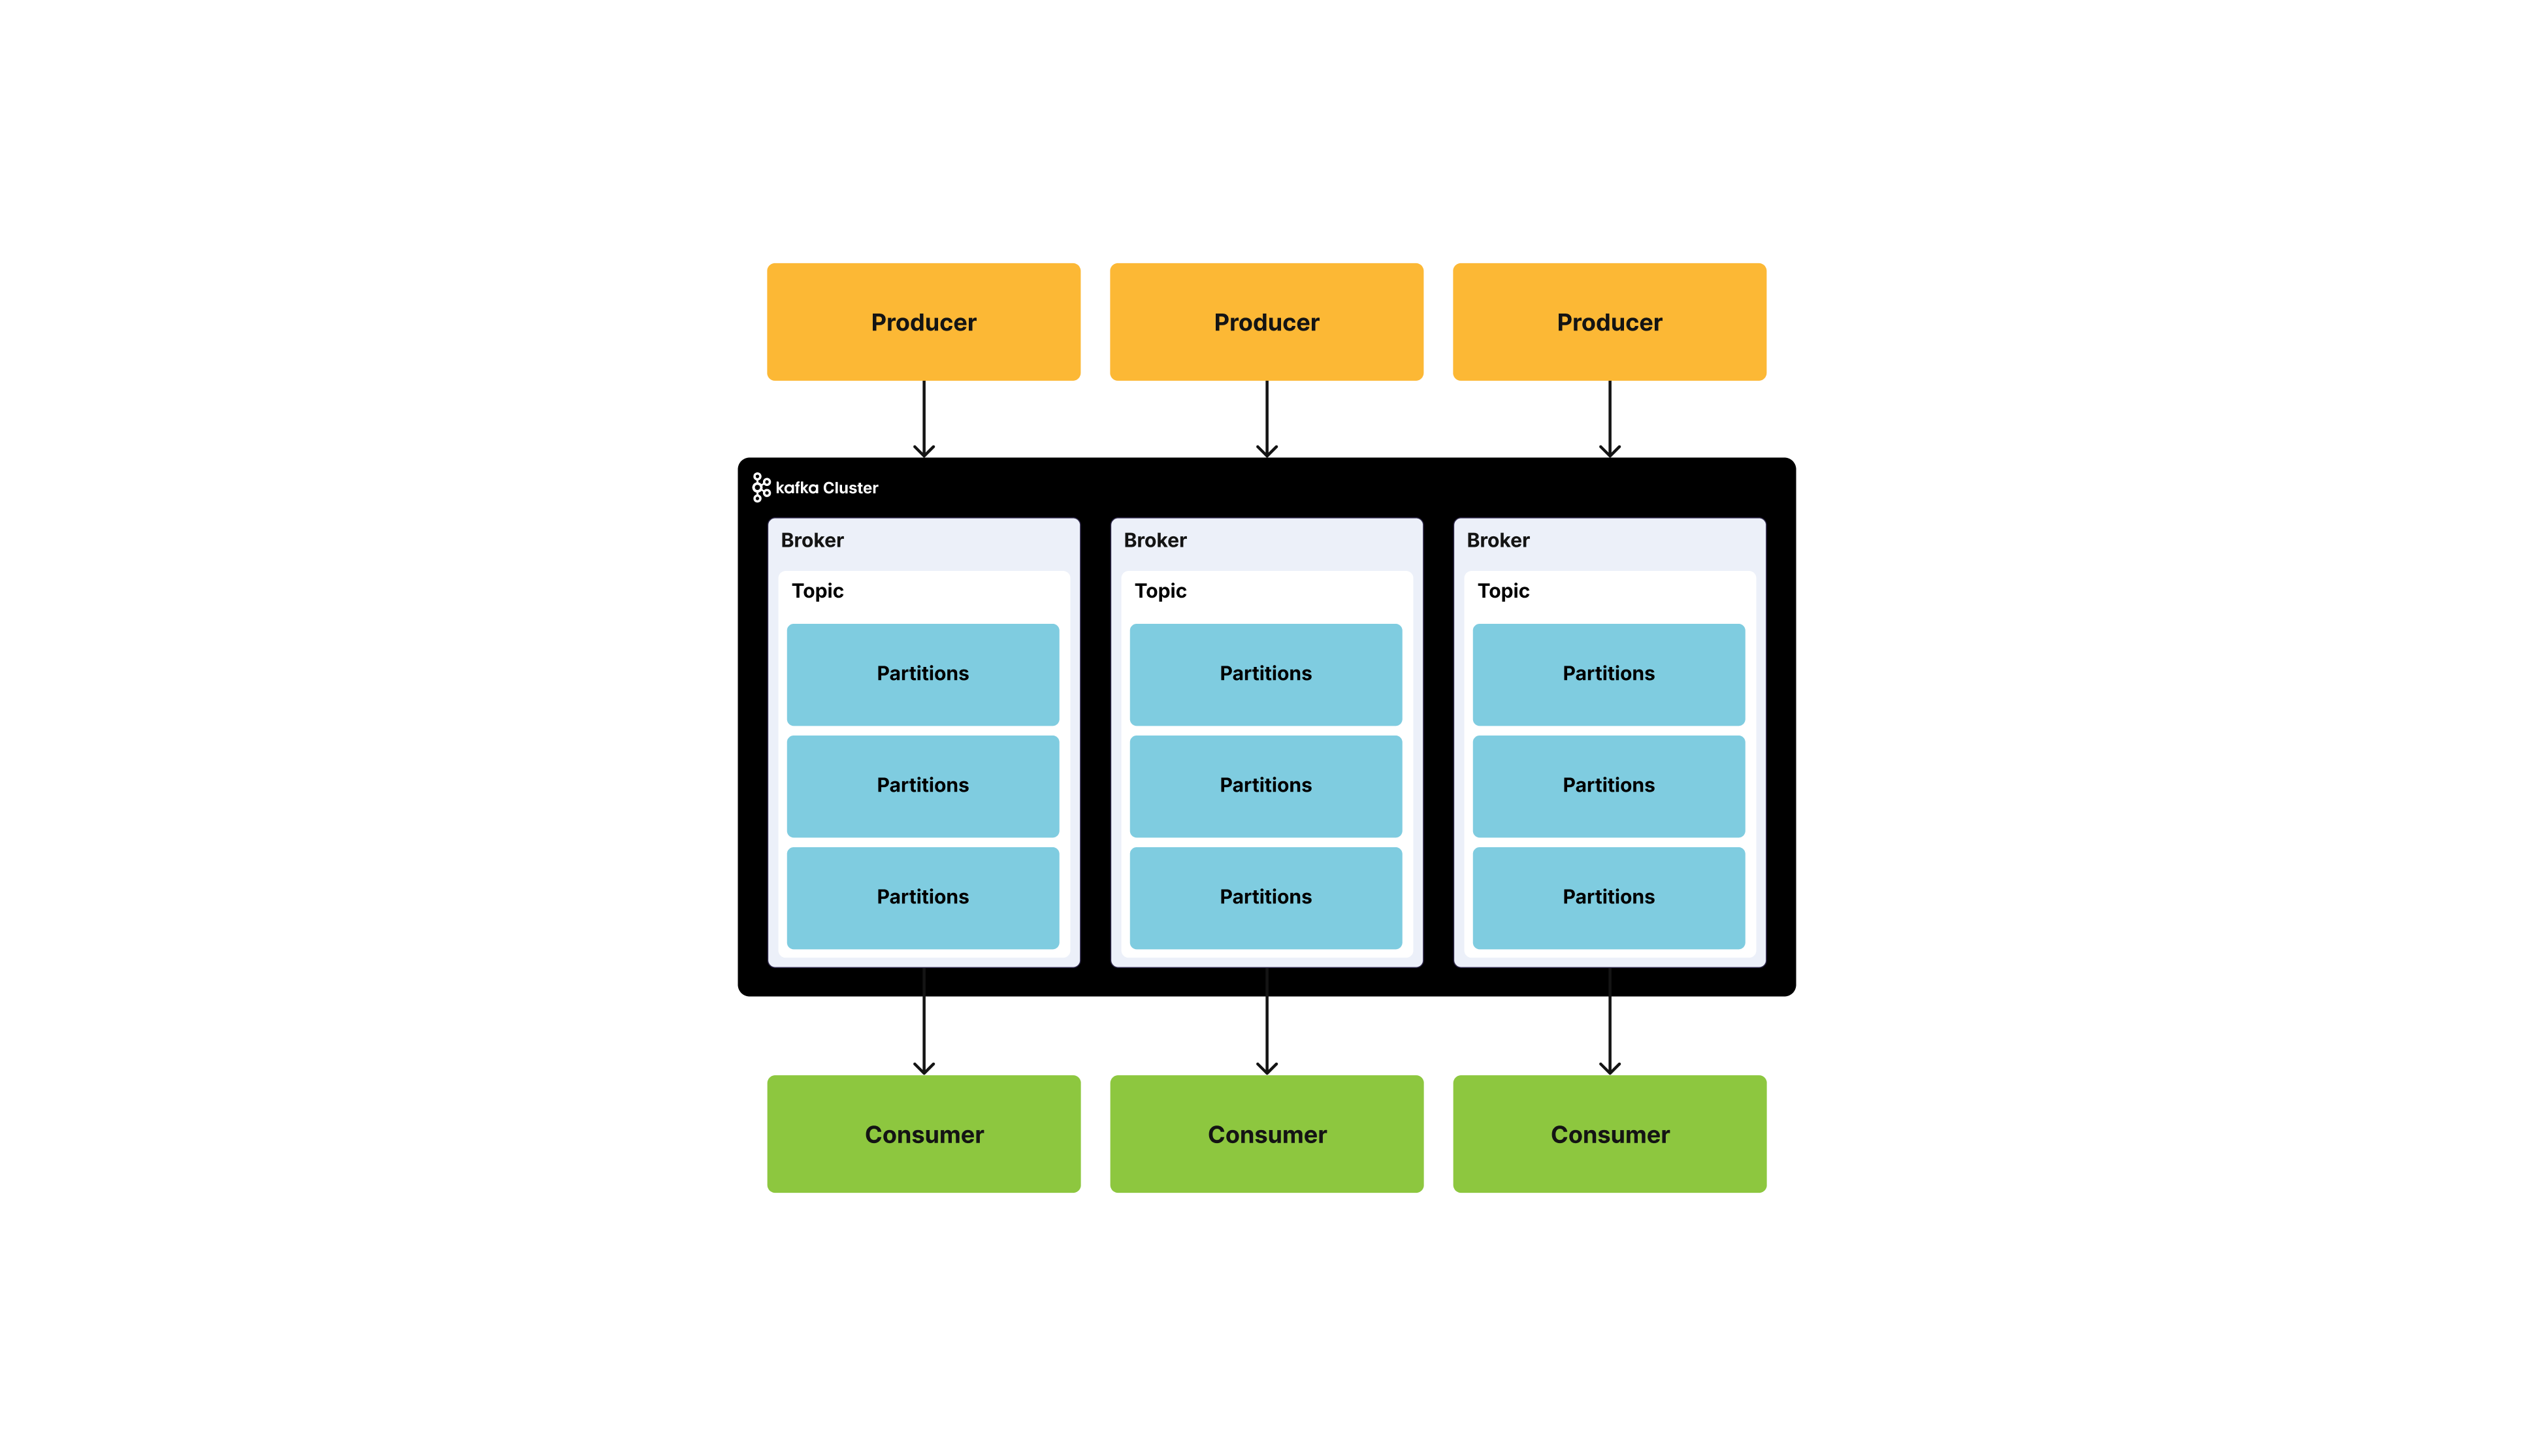 Producer
Producer
Producer
kafka Cluster
Broker
Broker
Broker
Topic
Topic
Topic
Partitions
Partitions
Partitions
Partitions
Partitions
Partitions
Partitions
Partitions
Partitions
Consumer
Consumer
Consumer